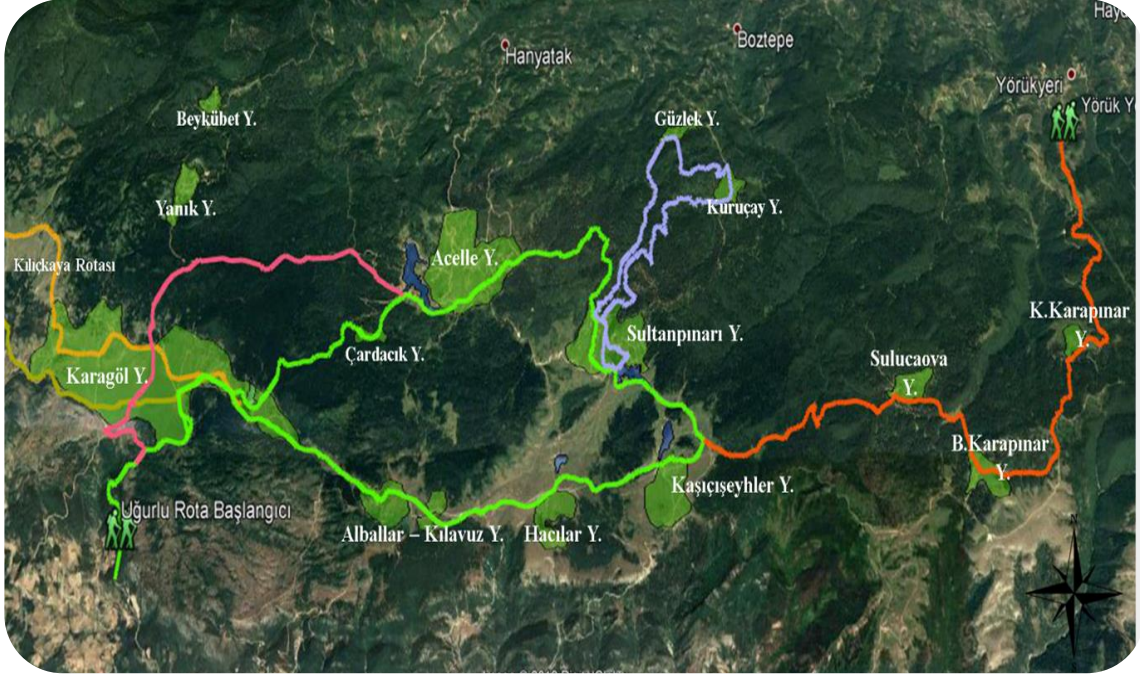 Hanyatak
Boztepe
Yörükyeri
Yörük Y
Beykübet Y.
Güzlek Y.
Yanık Y.
Kuruçay Y.
Kılıçkaya Rotası
Acelle Y.
Sultanpınarı Y.
K.Karapınar
Y.
Çardacık Y.
Sulucaova
Y.
Karagöl Y.
B.Karapınar
Y.
Kaşıçışeyhler Y.
Uğurlu Rota Başlangıcı
Alballar – Kılavuz Y.
Hacılar Y.
N